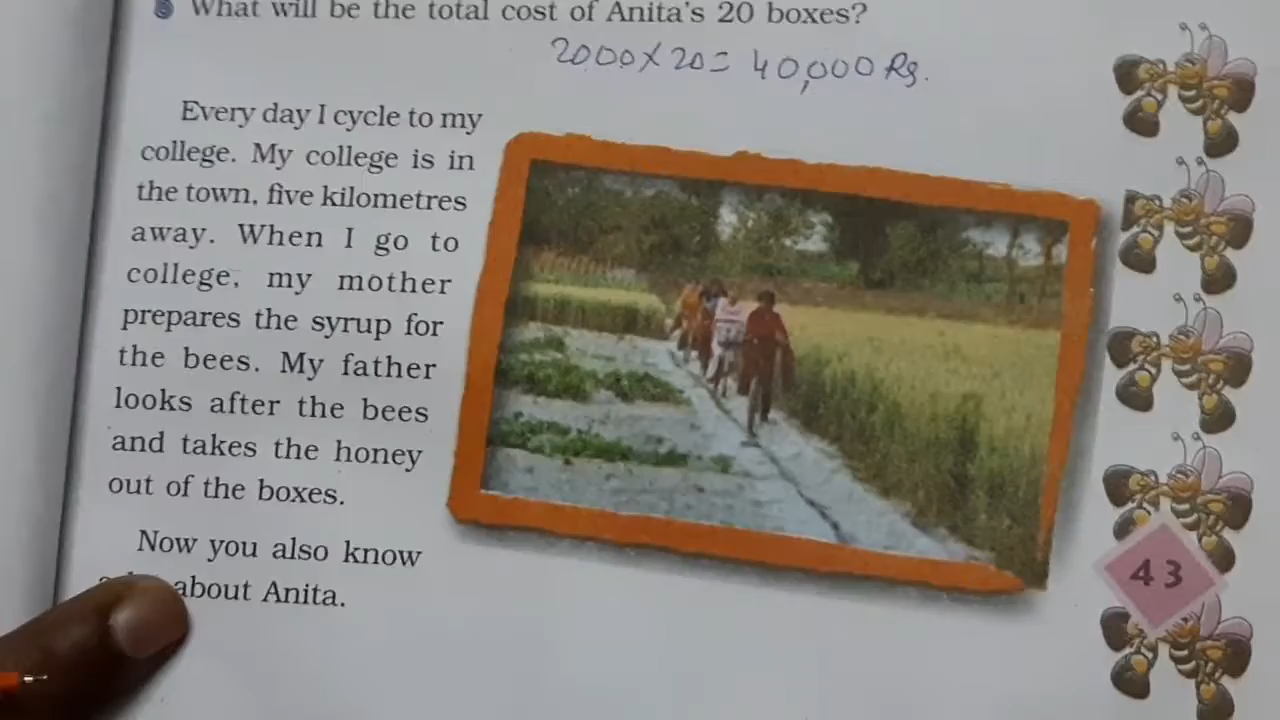 What will be the total cost of Anita's 20 boxes?
2000 X 20 = 40,000 Rs.
Every day I cycle to my
college. My college is in
the town, five kilometres
away. When I go to
college, my mother
prepares the syrup for
the bees. My father
looks after the bees
and takes the honey
out of the boxes.
Now you also know
about Anita.
43